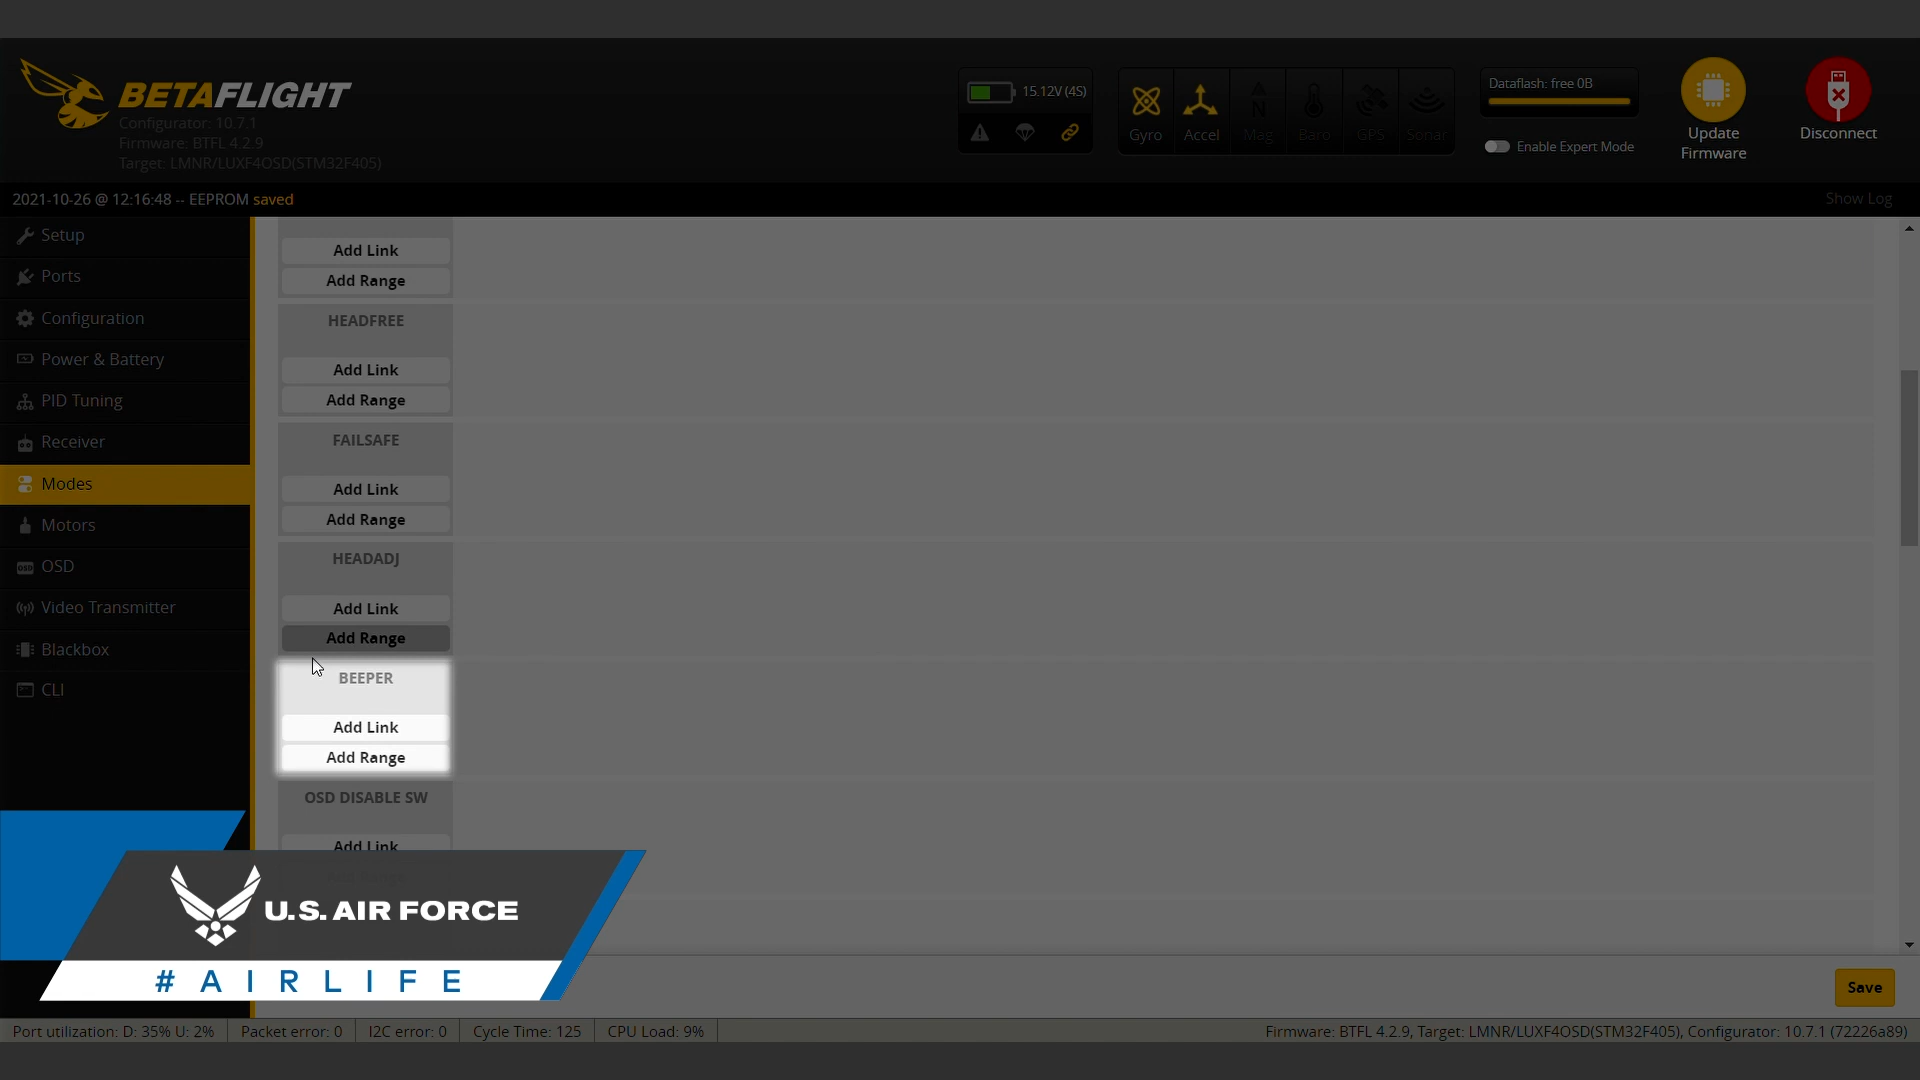 BETAFLIGHT
Configurator: 10.7.1
Firmware: BTFL 4.2.9
Target: LMNR/LUXF4OSD(STM32F405)
15.12V (4S)
Gyro
Accel
Mag
Baro
GPS
Sonar
Dataflash: free 0B
Enable Expert Mode
Update
Firmware
Disconnect
2021-10-26 @ 12:16:48 -- EEPROM saved
Show Log
Setup
Ports
Configuration
Power & Battery
PID Tuning
Receiver
Modes
Motors
OSD
Video Transmitter
Blackbox
CLI
Add Link
Add Range
HEADFREE
Add Link
Add Range
FAILSAFE
Add Link
Add Range
HEADADJ
Add Link
Add Range
BEEPER
Add Link
Add Range
OSD DISABLE SW
Add Link
U.S. AIR FORCE
#AIRLIFE
Save
Port utilization: D: 35% U: 2%
Packet error: 0
I2C error: 0
Cycle Time: 125
CPU Load: 9%
Firmware: BTFL 4.2.9, Target: LMNR/LUXF4OSD(STM32F405), Configurator: 10.7.1 (72226a89)